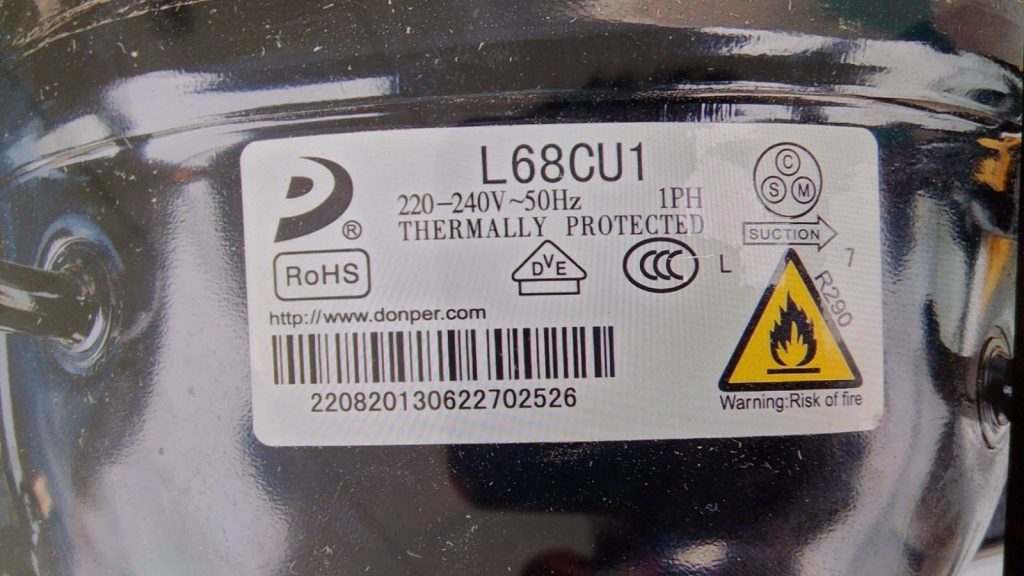 L68CU1
220-240V~50Hz 1PH
THERMALLY PROTECTED
®
C
S M
SUCTION
RoHS
DVE
CCC L 7
R290
http://www.donper.com
220820130622702526
Warning:Risk of fire